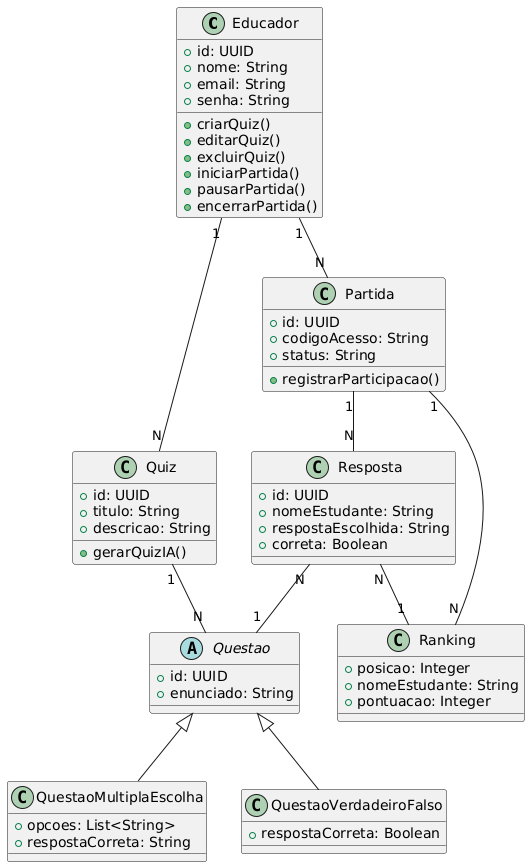 C Educador
id: UUID
nome: String
email: String
senha: String
criarQuiz()
editarQuiz()
excluirQuiz()
iniciarPartida()
pausarPartida()
encerrarPartida()
1
1
N
C Partida
id: UUID
codigoAcesso: String
status: String
registrarParticipacao()
1
1
N
N
C Quiz
id: UUID
titulo: String
descricao: String
gerarQuizIA()
C Resposta
id: UUID
nomeEstudante: String
respostaEscolhida: String
correta: Boolean
1
N
N
N
1
1
N
A Questao
id: UUID
enunciado: String
C Ranking
posicao: Integer
nomeEstudante: String
pontuacao: Integer
C QuestaoMultiplaEscolha
opcoes: List<String>
respostaCorreta: String
C QuestaoVerdadeiroFalso
respostaCorreta: Boolean